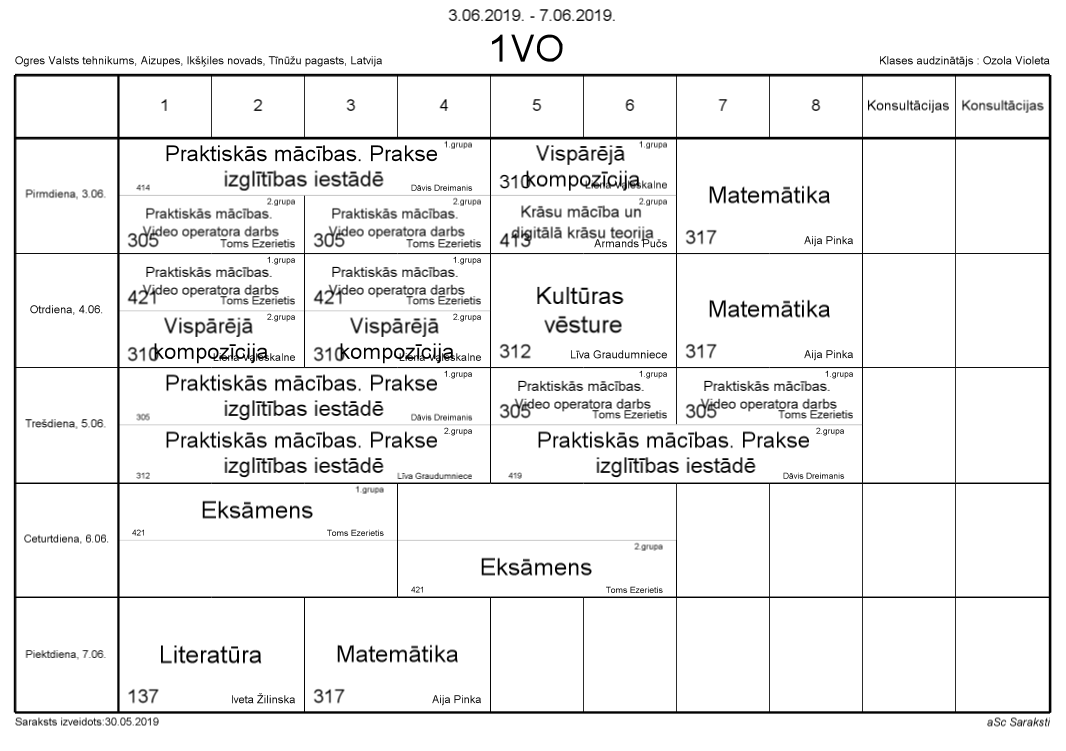 3.06.2019. - 7.06.2019.
1VO
Ogres Valsts tehnikums, Aizupes, Ikšķiles novads, Tīnūžu pagasts, Latvija
Klases audzinātājs : Ozola Violeta
1 2 3 4 5 6 7 8 Konsultācijas Konsultācijas
Pirmdiena, 3.06.
1.grupa
Praktiskās mācības. Prakse
izglītības iestādē
414 Dāvis Dreimanis
2.grupa
Praktiskās mācības.
Video operatora darbs
305 Toms Ezerietis
2.grupa
Praktiskās mācības.
Video operatora darbs
305 Toms Ezerietis
1.grupa
Vispārējā
kompozīcija
310 Liena Valeskalne
2.grupa
Krāsu mācība un
digitālā krāsu teorija
413 Armands Pučs
Matemātika
317 Aija Pinka
Otrdiena, 4.06.
1.grupa
Praktiskās mācības.
Video operatora darbs
421 Toms Ezerietis
1.grupa
Praktiskās mācības.
Video operatora darbs
421 Toms Ezerietis
2.grupa
Vispārējā
kompozīcija
310 Liena Valeskalne
2.grupa
Vispārējā
kompozīcija
310 Liena Valeskalne
Kultūras
vēsture
312 Līva Graudumniece
Matemātika
317 Aija Pinka
Trešdiena, 5.06.
1.grupa
Praktiskās mācības. Prakse
izglītības iestādē
305 Dāvis Dreimanis
2.grupa
Praktiskās mācības. Prakse
izglītības iestādē
312 Līva Graudumniece
1.grupa
Praktiskās mācības.
Video operatora darbs
305 Toms Ezerietis
1.grupa
Praktiskās mācības.
Video operatora darbs
305 Toms Ezerietis
2.grupa
Praktiskās mācības. Prakse
izglītības iestādē
419 Dāvis Dreimanis
Ceturtdiena, 6.06.
1.grupa
Eksāmens
421 Toms Ezerietis
2.grupa
Eksāmens
421 Toms Ezerietis
Piektdiena, 7.06.
Literatūra
137 Iveta Žilinska
Matemātika
317 Aija Pinka
Saraksts izveidots:30.05.2019
aSc Saraksti